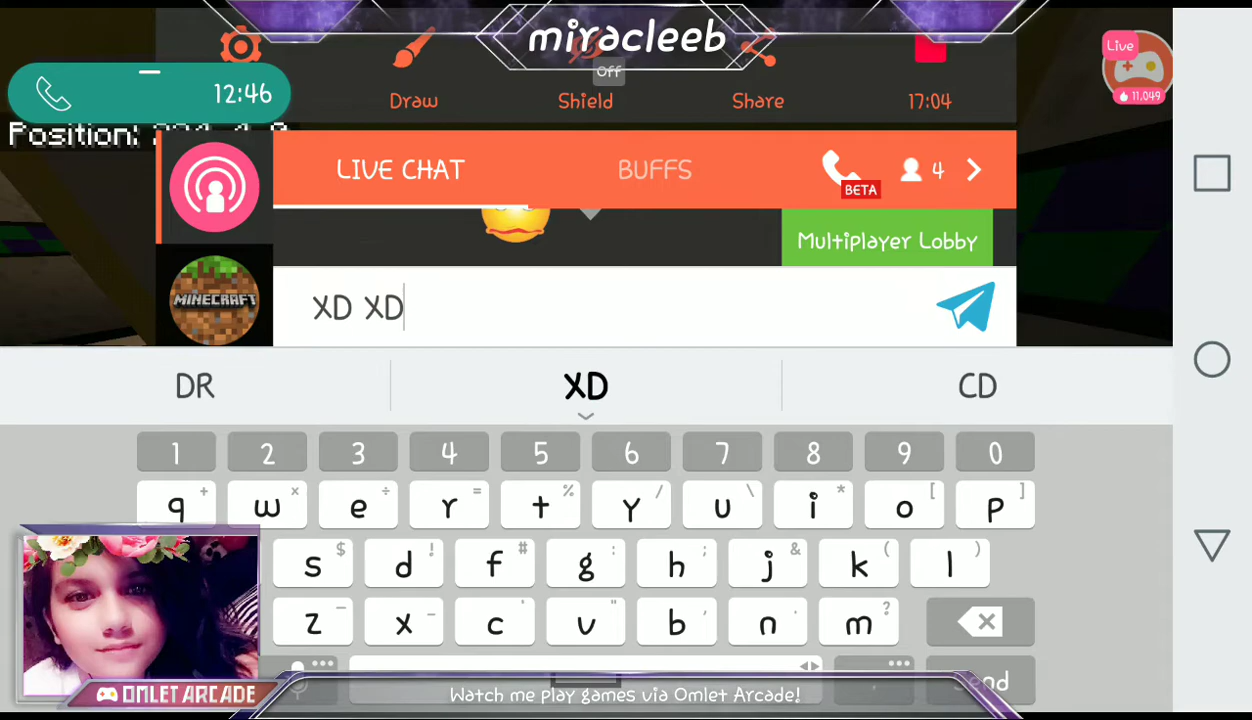 miracleeb
Live
11,049
12:46
Off
Draw
Shield
Share
17:04
Position:
LIVE CHAT
BUFFS
BETA
4
Multiplayer Lobby
MINECRAFT
XD XD
DR
XD
CD
1 2 3 4 5 6 7 8 9 0
q w e r t y u i o p
+ × ÷ = % / \ * [ ]
s d f g h j k l
$ ! # : ; & ( )
z x c v b n m
- _ ' " , . ?
OMLET ARCADE
Watch me play games via Omlet Arcade!